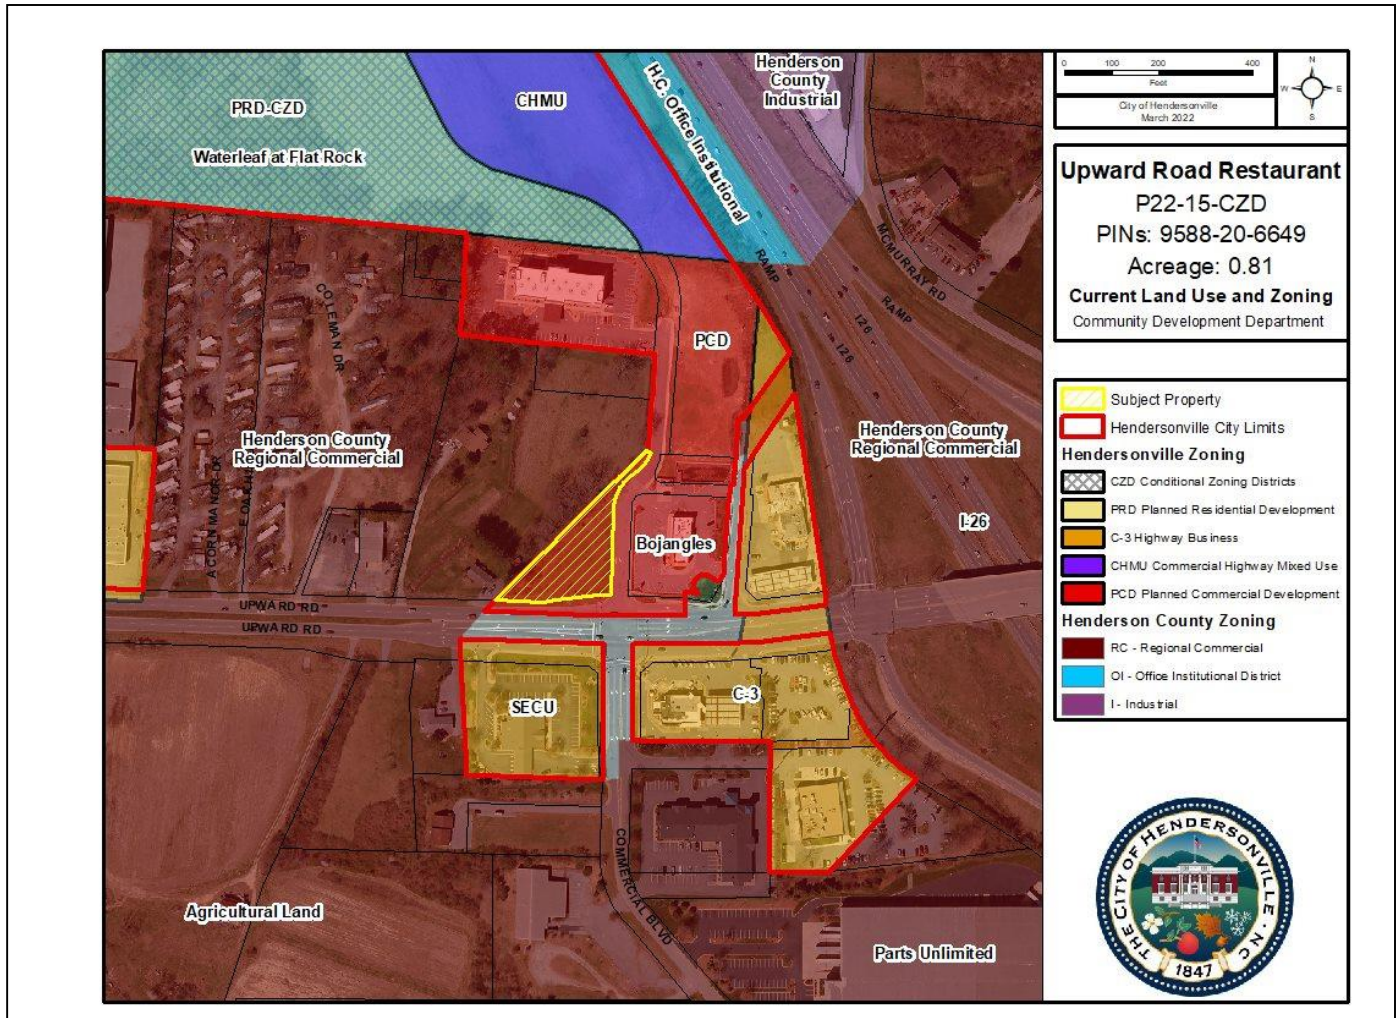 PRD-CZD
Waterleaf at Flat Rock
CHMU
H.C. Office Institutional
Henderson
County
Industrial
RAMP
MCMURRAY RD
RAMP
I26
I26
PCD
COLEMAN DR
Henderson County
Regional Commercial
Henderson County
Regional Commercial
ACORN MANOR DR
I-26
Bojangles
UPWARD RD
UPWARD RD
SECU
C-3
COMMERCIAL BLVD
Agricultural Land
Parts Unlimited
0 100 200 400
Feet
City of Hendersonville
March 2022
N
W E
S
Upward Road Restaurant
P22-15-CZD
PINs: 9588-20-6649
Acreage: 0.81
Current Land Use and Zoning
Community Development Department
Subject Property
Hendersonville City Limits
Hendersonville Zoning
CZD Conditional Zoning Districts
PRD Planned Residential Development
C-3 Highway Business
CHMU Commercial Highway Mixed Use
PCD Planned Commercial Development
Henderson County Zoning
RC - Regional Commercial
OI - Office Institutional District
I - Industrial
THE CITY OF HENDERSONVILLE N.C.
1847